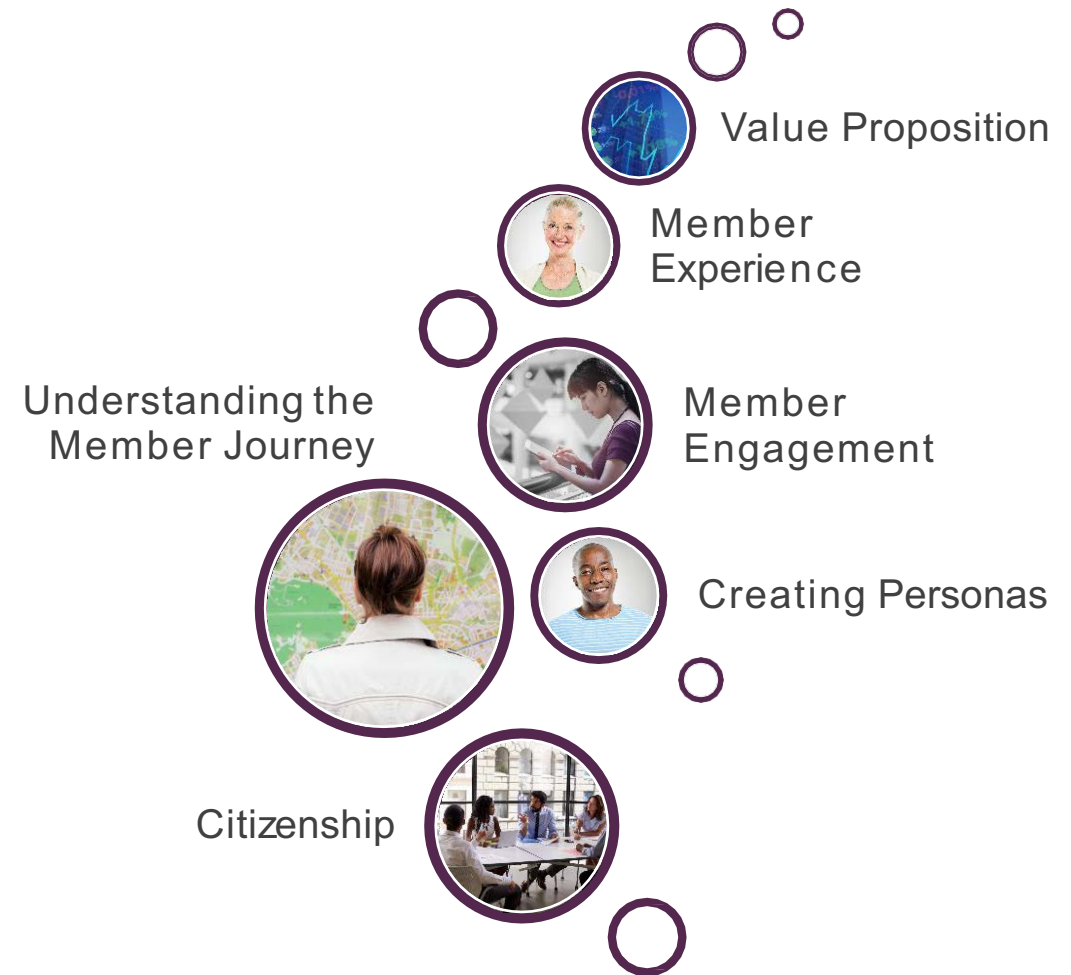 Value Proposition
Member
Experience
Understanding the
Member Journey
Member
Engagement
Creating Personas
Citizenship